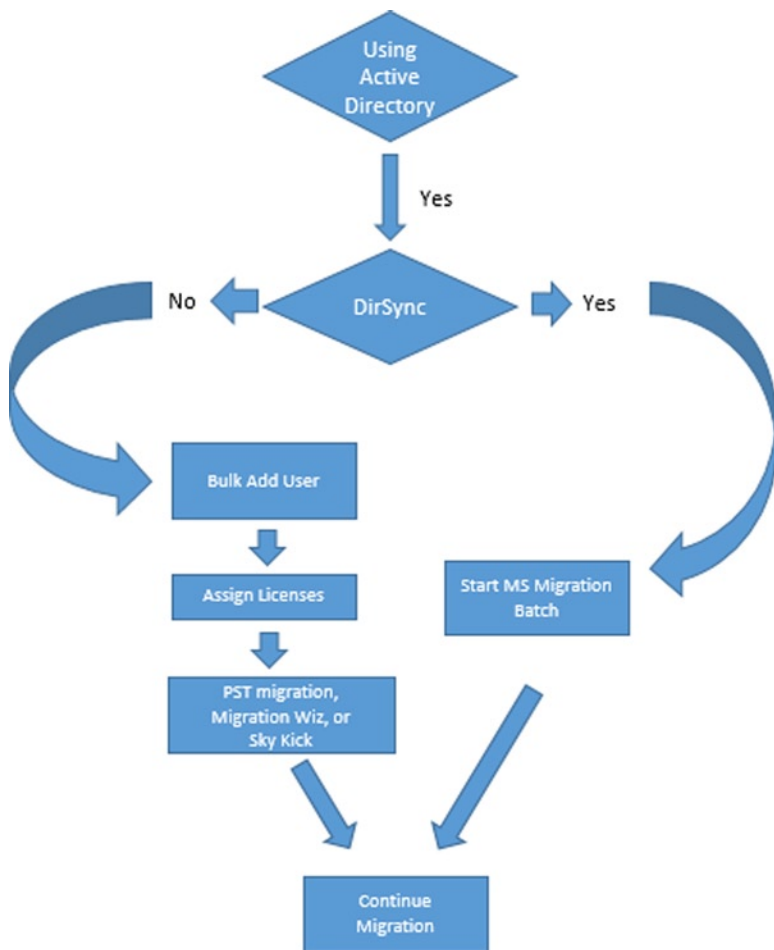 Using
Active
Directory
Yes
No
DirSync
Yes
Bulk Add User
Assign Licenses
Start MS Migration
Batch
PST migration,
Migration Wiz, or
Sky Kick
Continue
Migration